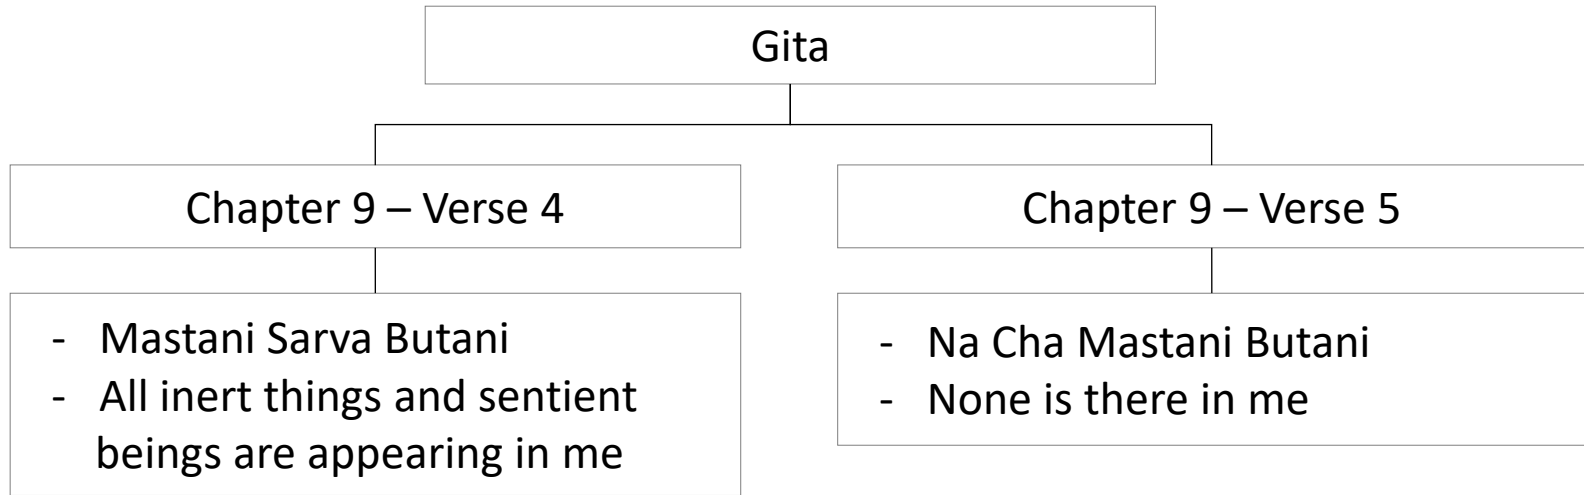 Gita
Chapter 9 – Verse 4
Chapter 9 – Verse 5
- Mastani Sarva Butani
- All inert things and sentient
beings are appearing in me
- Na Cha Mastani Butani
- None is there in me